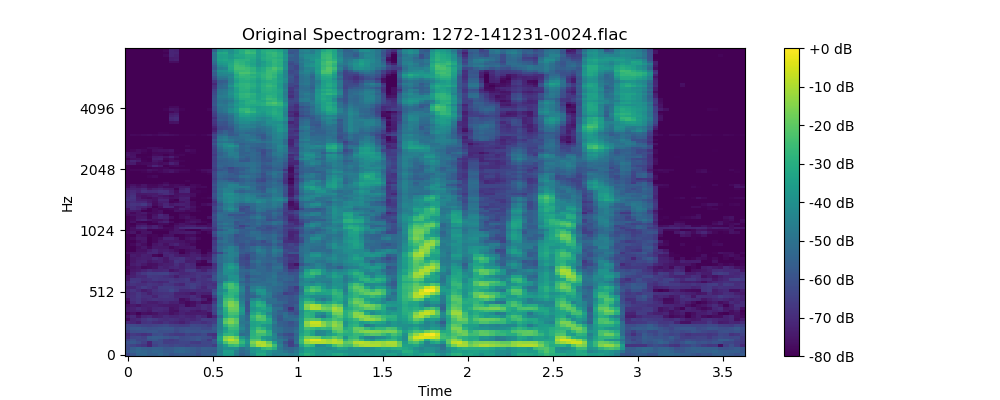 Original Spectrogram: 1272-141231-0024.flac
Hz
4096
2048
1024
512
0
0
0.5
1
1.5
2
2.5
3
3.5
Time
+0 dB
-10 dB
-20 dB
-30 dB
-40 dB
-50 dB
-60 dB
-70 dB
-80 dB